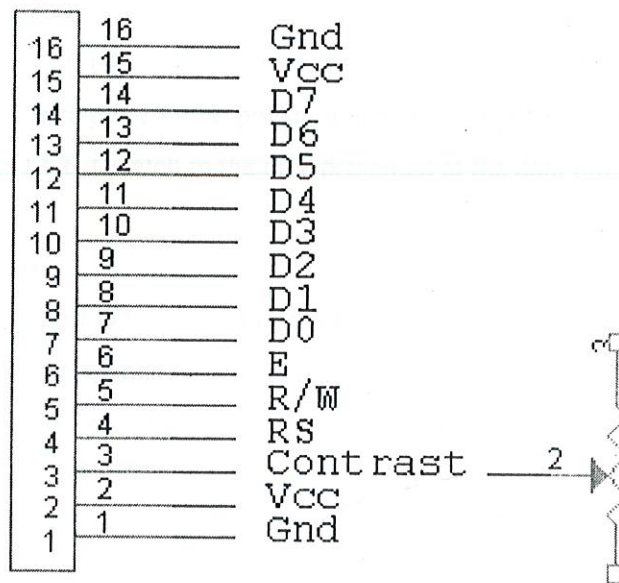 16 16 Gnd
15 15 Vcc
14 14 D7
13 13 D6
12 12 D5
11 11 D4
10 10 D3
9 9 D2
8 8 D1
7 7 D0
6 6 E
5 5 R/W
4 4 RS
3 3 Contrast 2
2 2 Vcc
1 1 Gnd
3